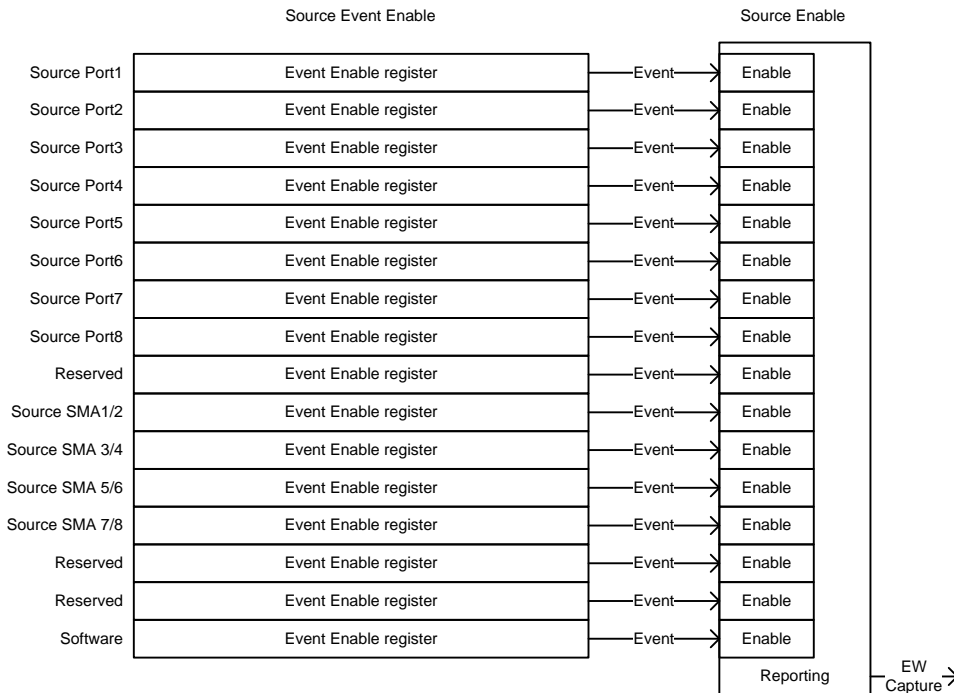 Source Event Enable Source Enable
Source Port1 Event Enable register Event Enable
Source Port2 Event Enable register Event Enable
Source Port3 Event Enable register Event Enable
Source Port4 Event Enable register Event Enable
Source Port5 Event Enable register Event Enable
Source Port6 Event Enable register Event Enable
Source Port7 Event Enable register Event Enable
Source Port8 Event Enable register Event Enable
Reserved Event Enable register Event Enable
Source SMA1/2 Event Enable register Event Enable
Source SMA 3/4 Event Enable register Event Enable
Source SMA 5/6 Event Enable register Event Enable
Source SMA 7/8 Event Enable register Event Enable
Reserved Event Enable register Event Enable
Reserved Event Enable register Event Enable
Software Event Enable register Event Enable
Reporting
EW
Capture